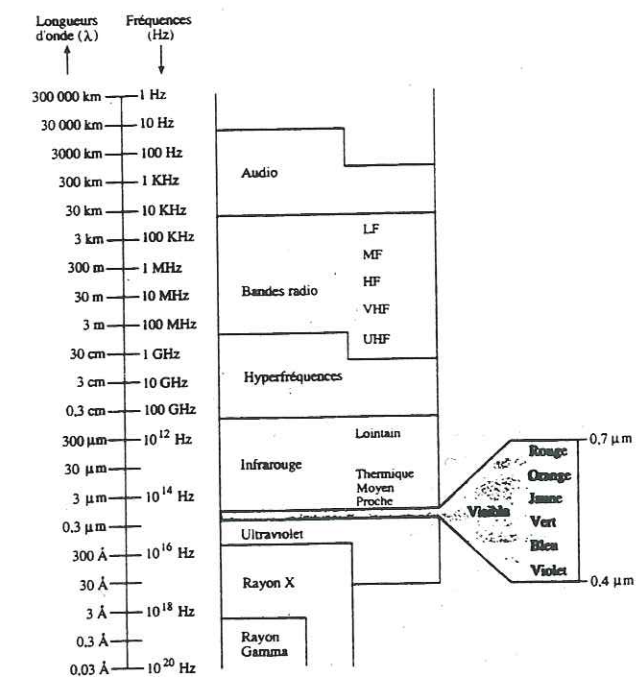 Longueurs Fréquences
d'onde (λ) (Hz)
300 000 km 1 Hz
30 000 km 10 Hz
3000 km 100 Hz
300 km 1 KHz
30 km 10 KHz
3 km 100 KHz
300 m 1 MHz
30 m 10 MHz
3 m 100 MHz
30 cm 1 GHz
3 cm 10 GHz
0,3 cm 100 GHz
300 µm 10¹² Hz
30 µm
3 µm 10¹⁴ Hz
0,3 µm
300 Å 10¹⁶ Hz
30 Å
3 Å 10¹⁸ Hz
0,3 Å
0,03 Å 10²⁰ Hz
Audio
Bandes radio
LF
MF
HF
VHF
UHF
Hyperfréquences
Infrarouge
Lointain
Thermique
Moyen
Proche
Ultraviolet
Rayon X
Rayon
Gamma
Visible
0,7 µm
Rouge
Orange
Jaune
Vert
Bleu
Violet
0,4 µm